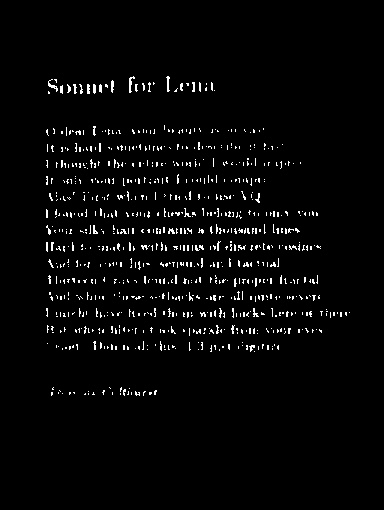 Sonnet for Lena
O dear Lena, your beauty is so vast
It is hard sometimes to describe it fast
I thought the entire world I would impress
If only your portrait I could compress
Alas! First when I tried to use VQ
I found that your cheeks belong to only you
Your silky hair contains a thousand lines
Hard to match with sums of discrete cosines
And for your lips, sensual and tactual
Thirteen Crays found not the proper fractal
And while these setbacks are all quite severe
I might have fixed them with hacks here or there
But when filters took sparkle from your eyes
all this. I'll just digitize
Colthurst